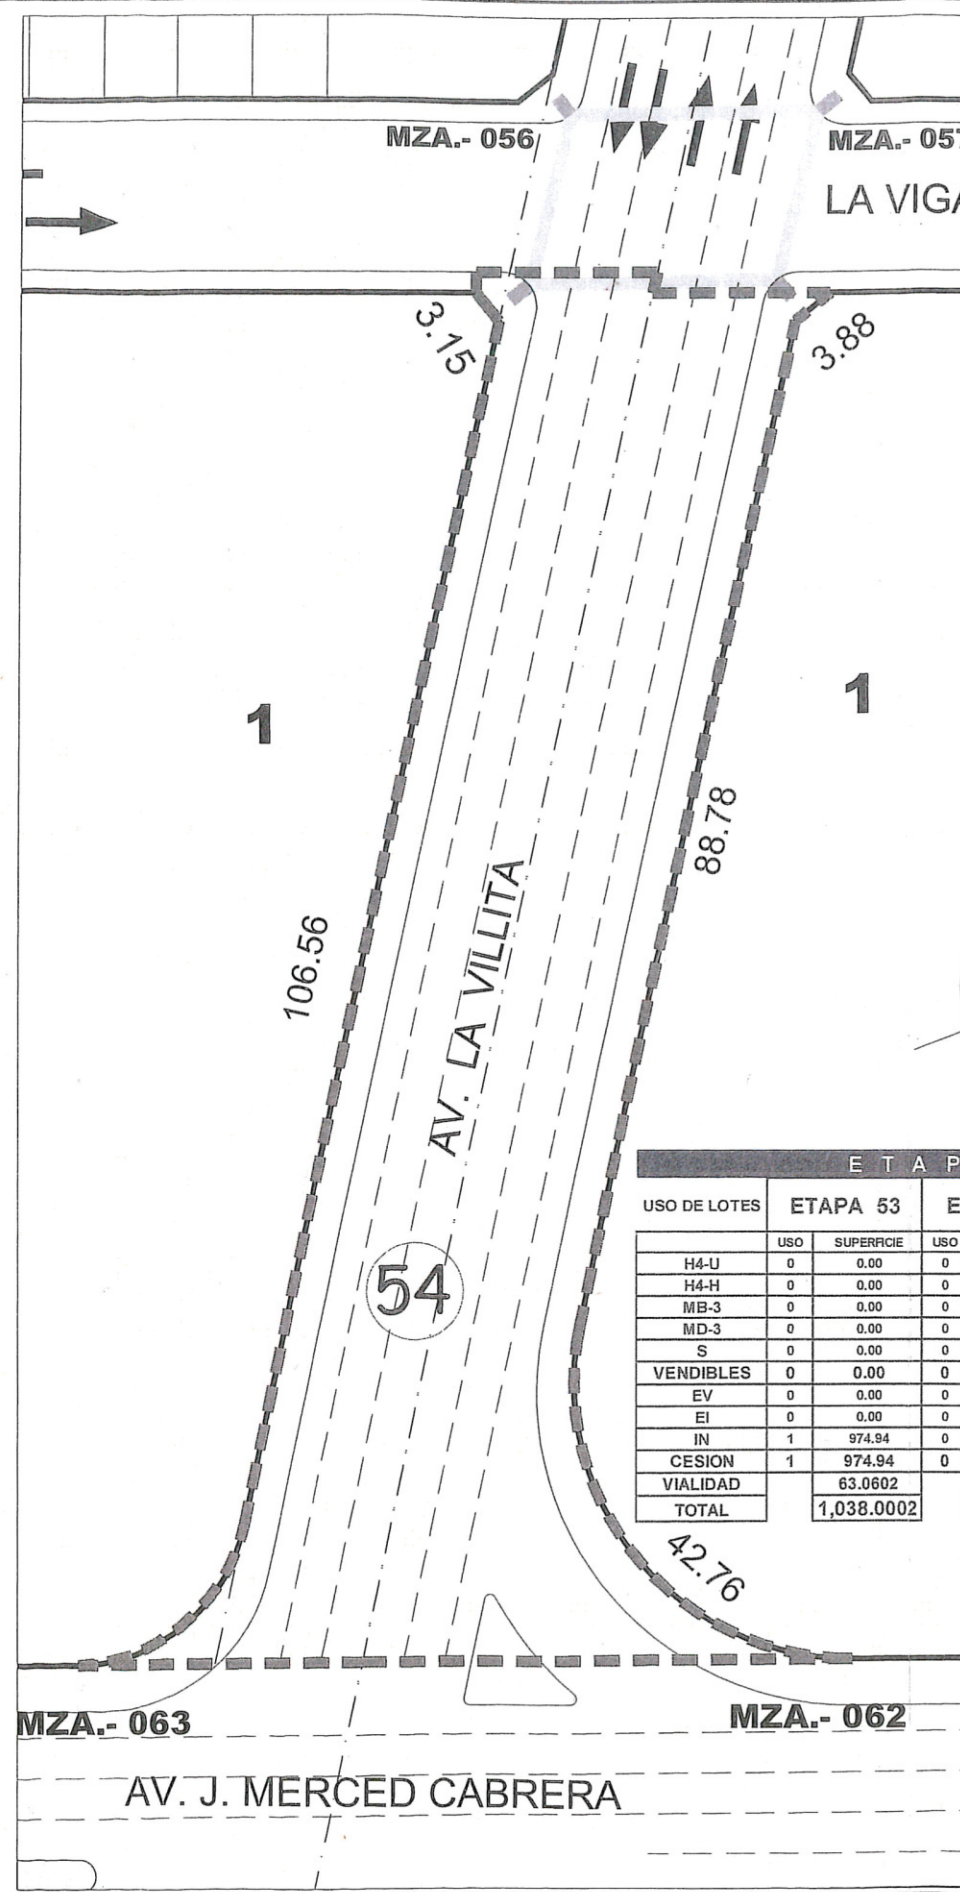 MZA.- 056
MZA.- 057
LA VIGA
3.15
3.88
1
1
88.78
106.56
AV. LA VILLITA
54
E T A P
USO DE LOTES ETAPA 53 E
USO SUPERFICIE USO
H4-U 0 0.00 0
H4-H 0 0.00 0
MB-3 0 0.00 0
MD-3 0 0.00 0
S 0 0.00 0
VENDIBLES 0 0.00 0
EV 0 0.00 0
EI 0 0.00 0
IN 1 974.94 0
CESION 1 974.94 0
VIALIDAD 63.0602
TOTAL 1,038.0002
42.76
MZA.- 063
MZA.- 062
AV. J. MERCED CABRERA